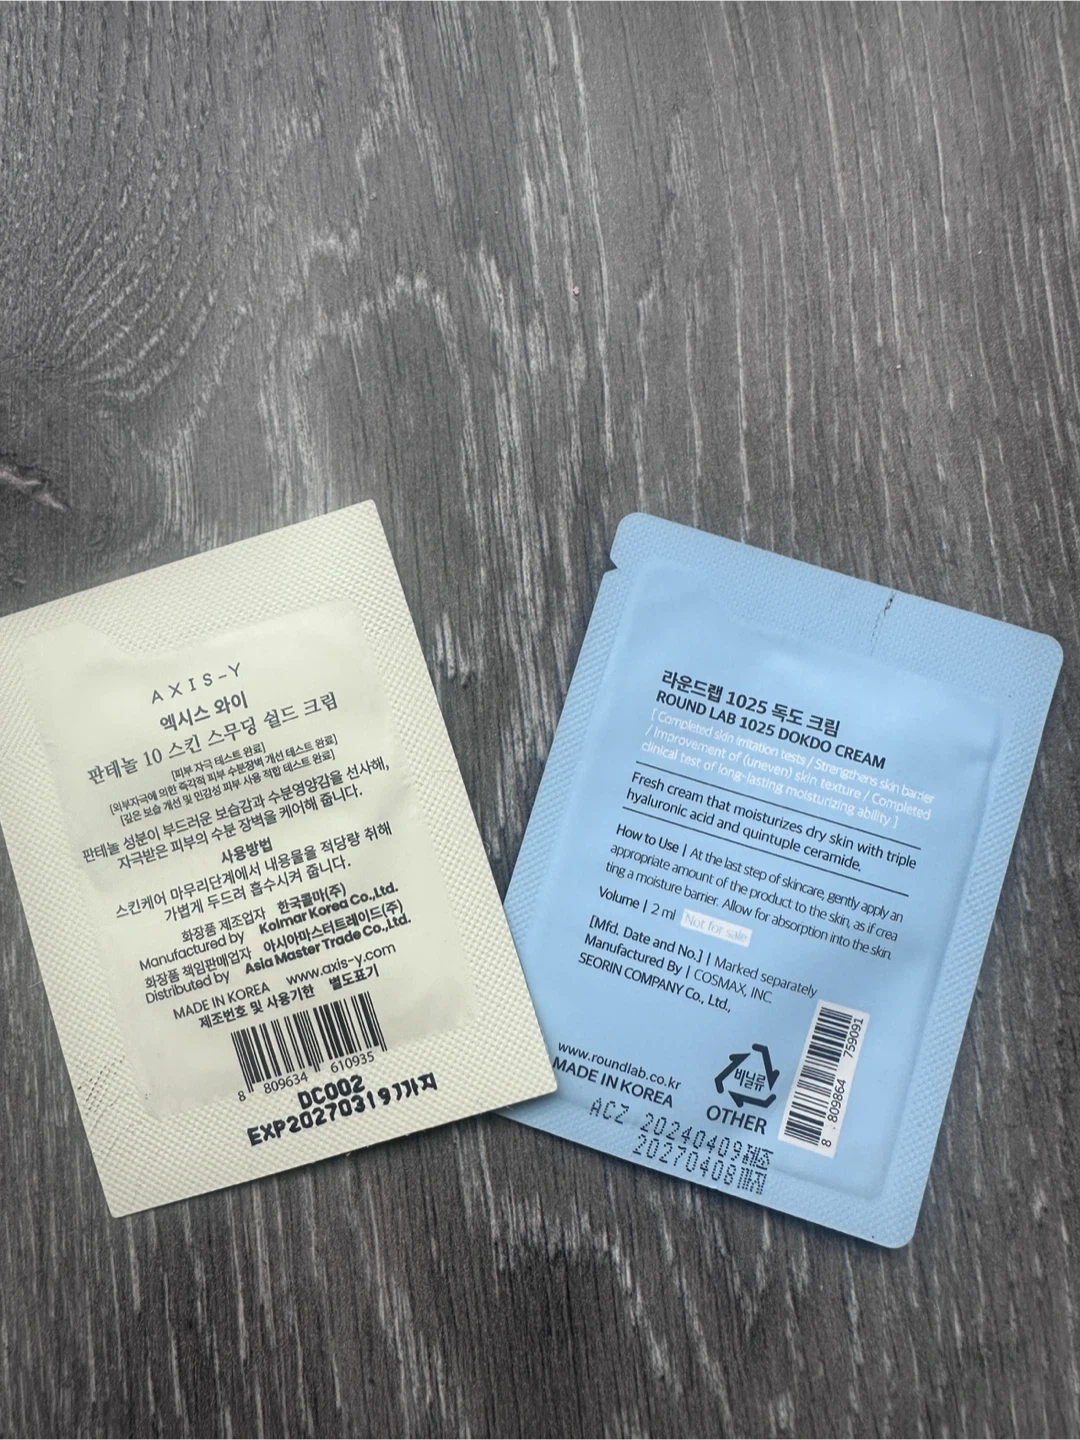 AXIS-Y
엑시스 와이
판테놀 10 스킨 스무딩 쉴드 크림
[피부 자극 테스트 완료]
[외부자극에 의한 즉각적 피부 수분장벽 개선 테스트 완료]
[깊은 보습 개선 및 민감성 피부 사용 적합 테스트 완료]
판테놀 성분이 부드러운 보습감과 수분영양감을 선사해,
자극받은 피부의 수분 장벽을 케어해 줍니다.
사용방법
스킨케어 마무리단계에서 내용물을 적당량 취해
가볍게 두드려 흡수시켜 줍니다.
화장품 제조업자 한국콜마(주)
Manufactured by Kolmar Korea Co.,Ltd.
화장품 책임판매업자 아시아마스터트레이드(주)
Distributed by Asia Master Trade Co.,Ltd.
www.axis-y.com
MADE IN KOREA
제조번호 및 사용기한 별도표기
8 809634 610935
DC002
EXP20270319까지
라운드랩 1025 독도 크림
ROUND LAB 1025 DOKDO CREAM
[ Completed skin irritation tests / Strengthens skin barrier
/ Improvement of (uneven) skin texture / Completed
clinical test of long-lasting moisturizing ability ]
Fresh cream that moisturizes dry skin with triple
hyaluronic acid and quintuple ceramide.
How to Use | At the last step of skincare, gently apply an
appropriate amount of the product to the skin, as if crea
ting a moisture barrier. Allow for absorption into the skin.
Volume | 2 ml Not for sale
[Mfd. Date and No.] | Marked separately
Manufactured By | COSMAX, INC.
SEORIN COMPANY Co., Ltd.,
www.roundlab.co.kr
MADE IN KOREA
비닐류
OTHER
8 809864 759091
ACZ 20240409제조
20270408까지